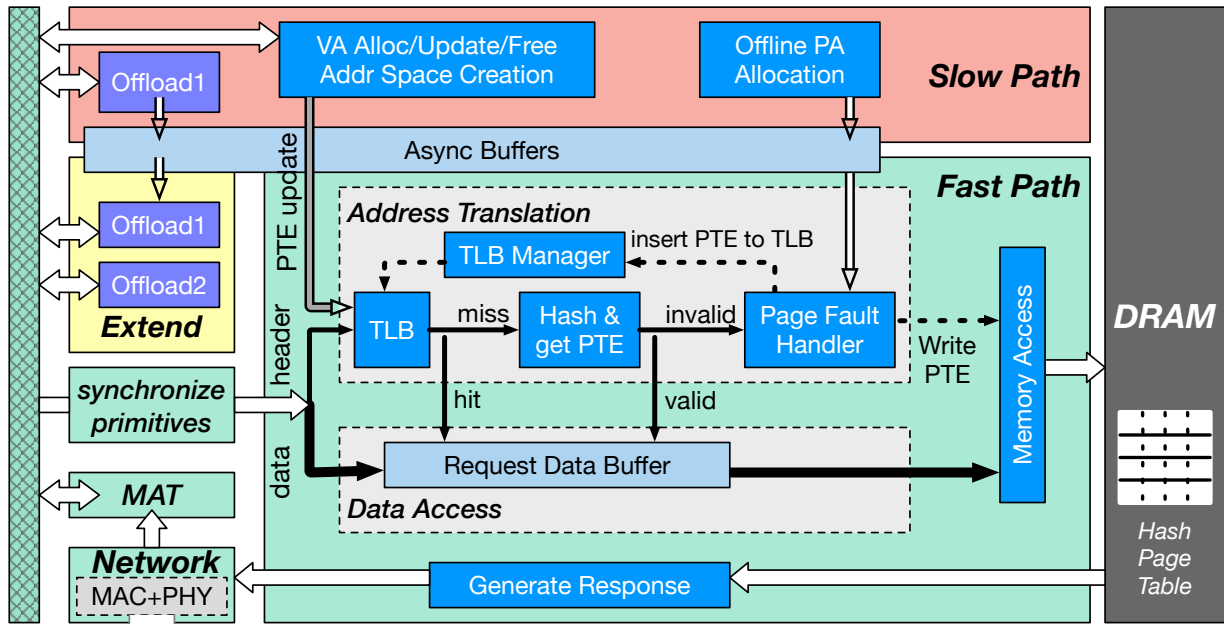 VA Alloc/Update/Free
Addr Space Creation
Offline PA
Allocation
Slow Path
Offload1
Async Buffers
PTE update
Fast Path
Address Translation
Offload1
Offload2
Extend
TLB Manager
insert PTE to TLB
TLB
miss
Hash &
get PTE
invalid
Page Fault
Handler
Write
PTE
Memory Access
DRAM
header
synchronize
primitives
hit
valid
data
Request Data Buffer
Data Access
MAT
Network
MAC+PHY
Generate Response
Hash
Page
Table